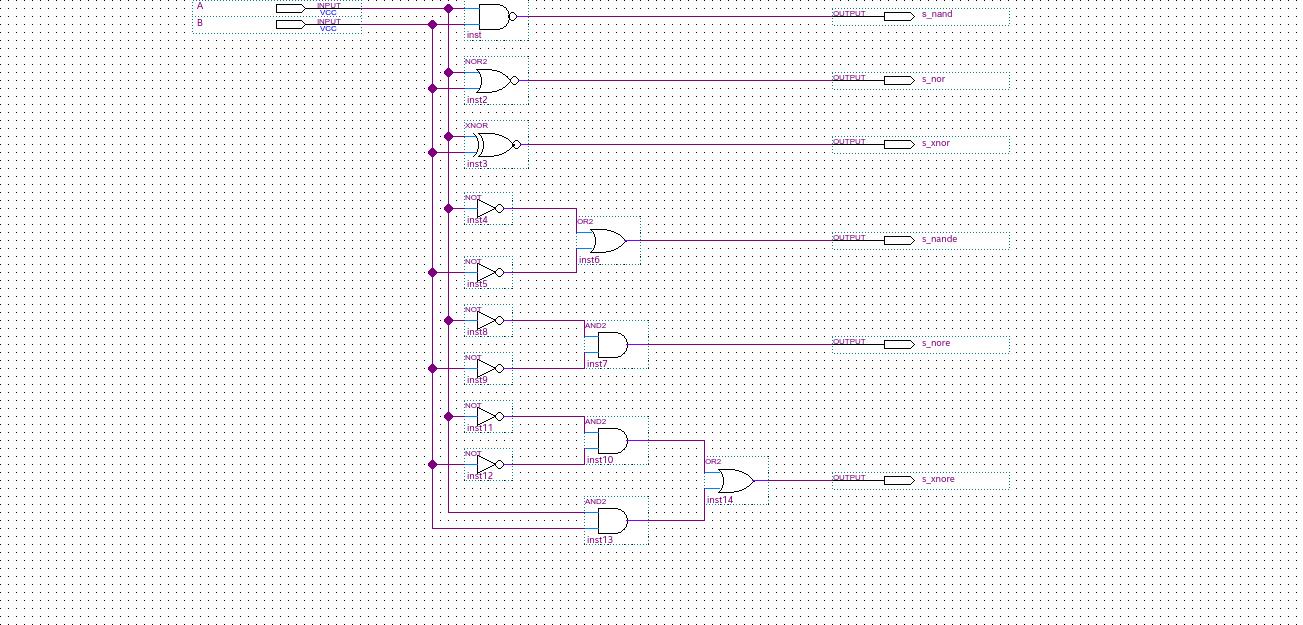 A INPUT
VCC
B INPUT
VCC
inst
OUTPUT s_nand
NOR2
inst2
OUTPUT s_nor
XNOR
inst3
OUTPUT s_xnor
NOT
inst4
NOT
inst5
OR2
inst6
OUTPUT s_nande
NOT
inst8
NOT
inst9
AND2
inst7
OUTPUT s_nore
NOT
inst11
NOT
inst12
AND2
inst10
AND2
inst13
OR2
inst14
OUTPUT s_xnore